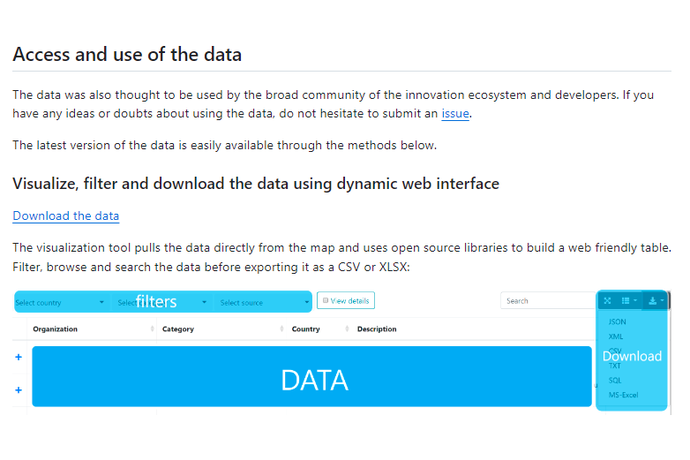 Access and use of the data
The data was also thought to be used by the broad community of the innovation ecosystem and developers. If you
have any ideas or doubts about using the data, do not hesitate to submit an issue.
The latest version of the data is easily available through the methods below.
Visualize, filter and download the data using dynamic web interface
Download the data
The visualization tool pulls the data directly from the map and uses open source libraries to build a web friendly table.
Filter, browse and search the data before exporting it as a CSV or XLSX:
Select country filters Select source View details Search
Organization Category Country Description
JSON
XML
CSV
Download
TXT
SQL
MS-Excel
DATA